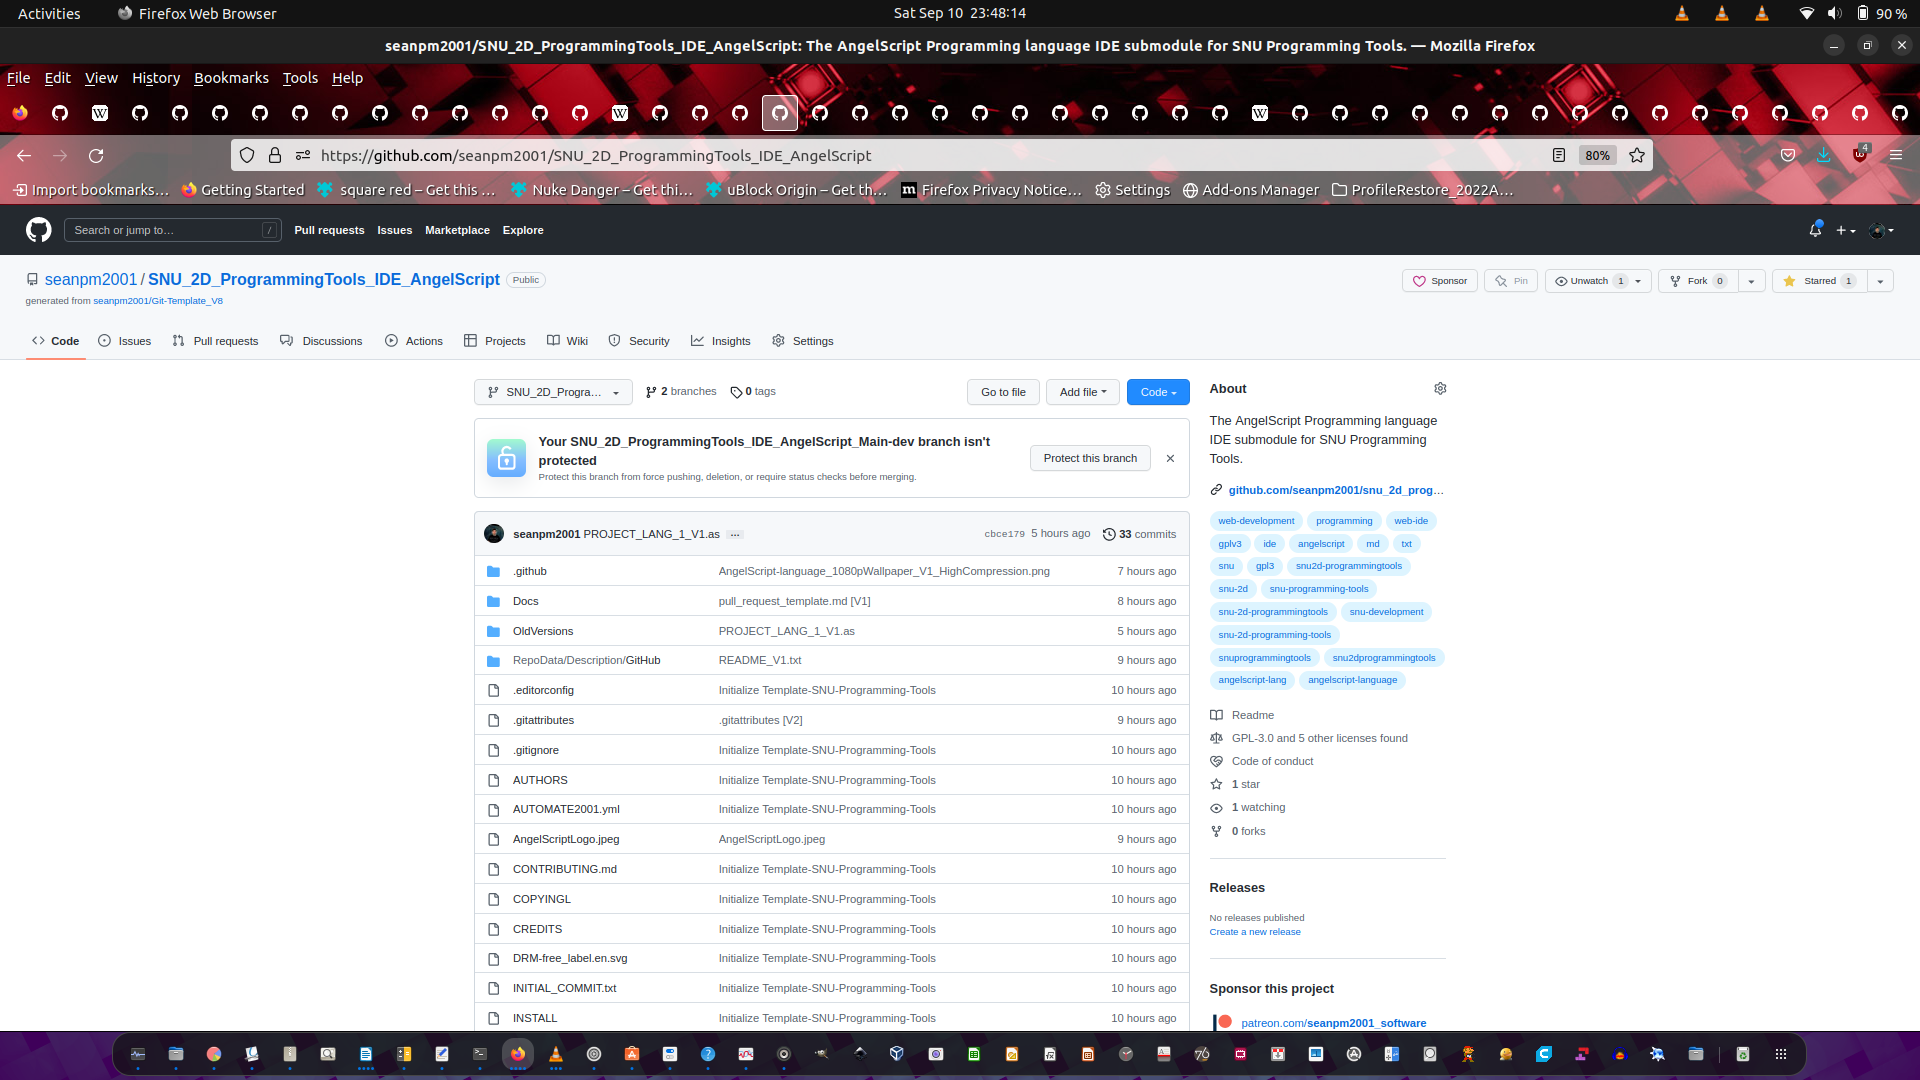 Activities Firefox Web Browser Sat Sep 10 23:48:14 90 %
seanpm2001/SNU_2D_ProgrammingTools_IDE_AngelScript: The AngelScript Programming language IDE submodule for SNU Programming Tools. — Mozilla Firefox
File Edit View History Bookmarks Tools Help
https://github.com/seanpm2001/SNU_2D_ProgrammingTools_IDE_AngelScript 80% 4
Import bookmarks… Getting Started square red – Get this … Nuke Danger – Get thi… uBlock Origin – Get th… Firefox Privacy Notice… Settings Add-ons Manager ProfileRestore_2022A…
Search or jump to… / Pull requests Issues Marketplace Explore
seanpm2001 / SNU_2D_ProgrammingTools_IDE_AngelScript Public Sponsor Pin Unwatch 1 Fork 0 Starred 1
generated from seanpm2001/Git-Template_V8
Code Issues Pull requests Discussions Actions Projects Wiki Security Insights Settings
SNU_2D_Progra… 2 branches 0 tags Go to file Add file Code
Your SNU_2D_ProgrammingTools_IDE_AngelScript_Main-dev branch isn't
protected
Protect this branch from force pushing, deletion, or require status checks before merging.
Protect this branch
seanpm2001 PROJECT_LANG_1_V1.as … cbce179 5 hours ago 33 commits
.github AngelScript-language_1080pWallpaper_V1_HighCompression.png 7 hours ago
Docs pull_request_template.md [V1] 8 hours ago
OldVersions PROJECT_LANG_1_V1.as 5 hours ago
RepoData/Description/GitHub README_V1.txt 9 hours ago
.editorconfig Initialize Template-SNU-Programming-Tools 10 hours ago
.gitattributes .gitattributes [V2] 9 hours ago
.gitignore Initialize Template-SNU-Programming-Tools 10 hours ago
AUTHORS Initialize Template-SNU-Programming-Tools 10 hours ago
AUTOMATE2001.yml Initialize Template-SNU-Programming-Tools 10 hours ago
AngelScriptLogo.jpeg AngelScriptLogo.jpeg 9 hours ago
CONTRIBUTING.md Initialize Template-SNU-Programming-Tools 10 hours ago
COPYINGL Initialize Template-SNU-Programming-Tools 10 hours ago
CREDITS Initialize Template-SNU-Programming-Tools 10 hours ago
DRM-free_label.en.svg Initialize Template-SNU-Programming-Tools 10 hours ago
INITIAL_COMMIT.txt Initialize Template-SNU-Programming-Tools 10 hours ago
INSTALL Initialize Template-SNU-Programming-Tools 10 hours ago
About
The AngelScript Programming language
IDE submodule for SNU Programming
Tools.
github.com/seanpm2001/snu_2d_prog…
web-development programming web-ide
gplv3 ide angelscript md txt
snu gpl3 snu2d-programmingtools
snu-2d snu-programming-tools
snu-2d-programmingtools snu-development
snu-2d-programming-tools
snuprogrammingtools snu2dprogrammingtools
angelscript-lang angelscript-language
Readme
GPL-3.0 and 5 other licenses found
Code of conduct
1 star
1 watching
0 forks
Releases
No releases published
Create a new release
Sponsor this project
patreon.com/seanpm2001_software